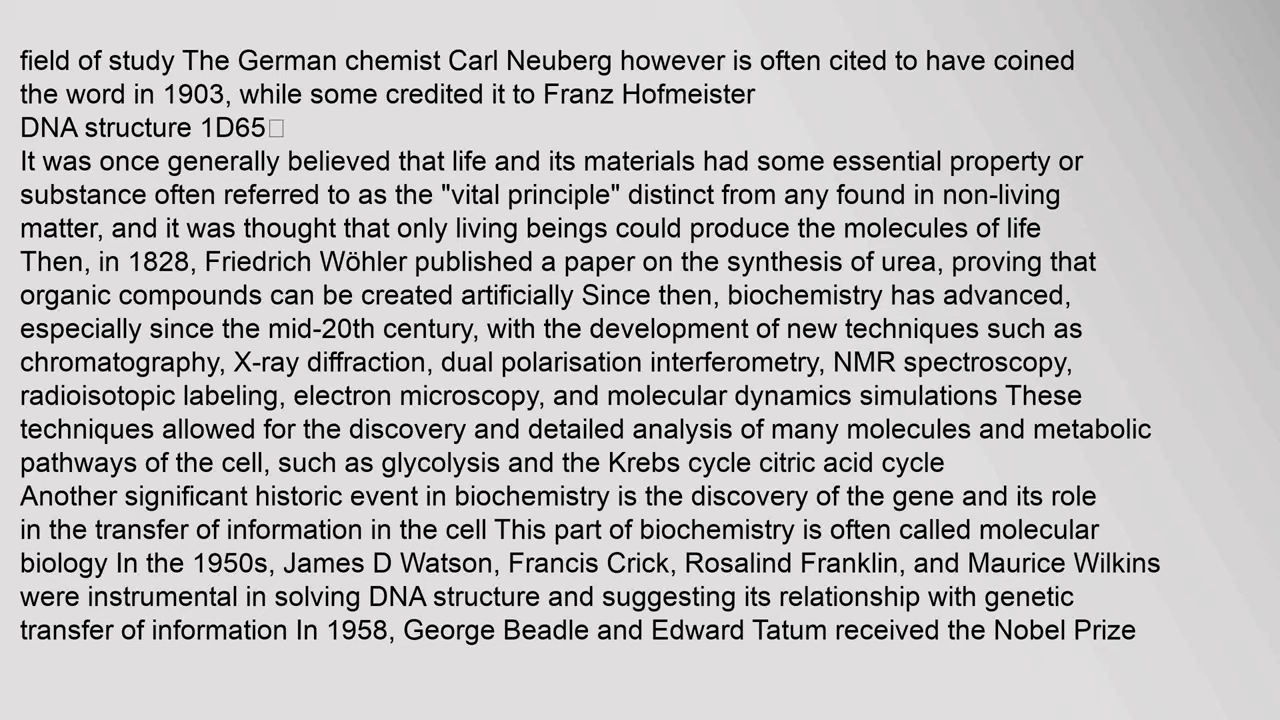 field of study The German chemist Carl Neuberg however is often cited to have coined
the word in 1903, while some credited it to Franz Hofmeister
DNA structure 1D65□
It was once generally believed that life and its materials had some essential property or
substance often referred to as the "vital principle" distinct from any found in non-living
matter, and it was thought that only living beings could produce the molecules of life
Then, in 1828, Friedrich Wöhler published a paper on the synthesis of urea, proving that
organic compounds can be created artificially Since then, biochemistry has advanced,
especially since the mid-20th century, with the development of new techniques such as
chromatography, X-ray diffraction, dual polarisation interferometry, NMR spectroscopy,
radioisotopic labeling, electron microscopy, and molecular dynamics simulations These
techniques allowed for the discovery and detailed analysis of many molecules and metabolic
pathways of the cell, such as glycolysis and the Krebs cycle citric acid cycle
Another significant historic event in biochemistry is the discovery of the gene and its role
in the transfer of information in the cell This part of biochemistry is often called molecular
biology In the 1950s, James D Watson, Francis Crick, Rosalind Franklin, and Maurice Wilkins
were instrumental in solving DNA structure and suggesting its relationship with genetic
transfer of information In 1958, George Beadle and Edward Tatum received the Nobel Prize